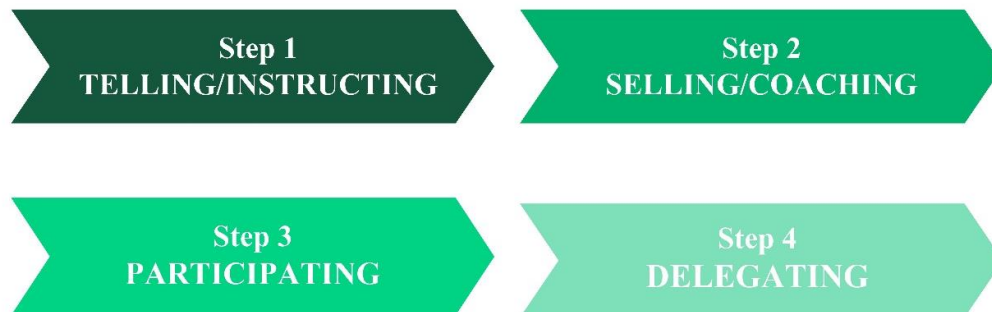 Step 1
TELLING/INSTRUCTING
Step 2
SELLING/COACHING
Step 3
PARTICIPATING
Step 4
DELEGATING